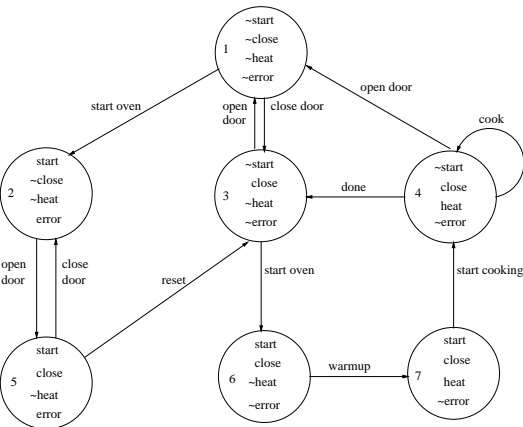 ~start
1
~close
~heat
~error
start oven
open
door
close door
open door
cook
start
2
~close
~heat
error
~start
3
close
~heat
~error
done
~start
4
close
heat
~error
open
door
close
door
reset
start oven
start cooking
start
5
close
~heat
error
start
6
close
~heat
~error
warmup
start
7
close
heat
~error